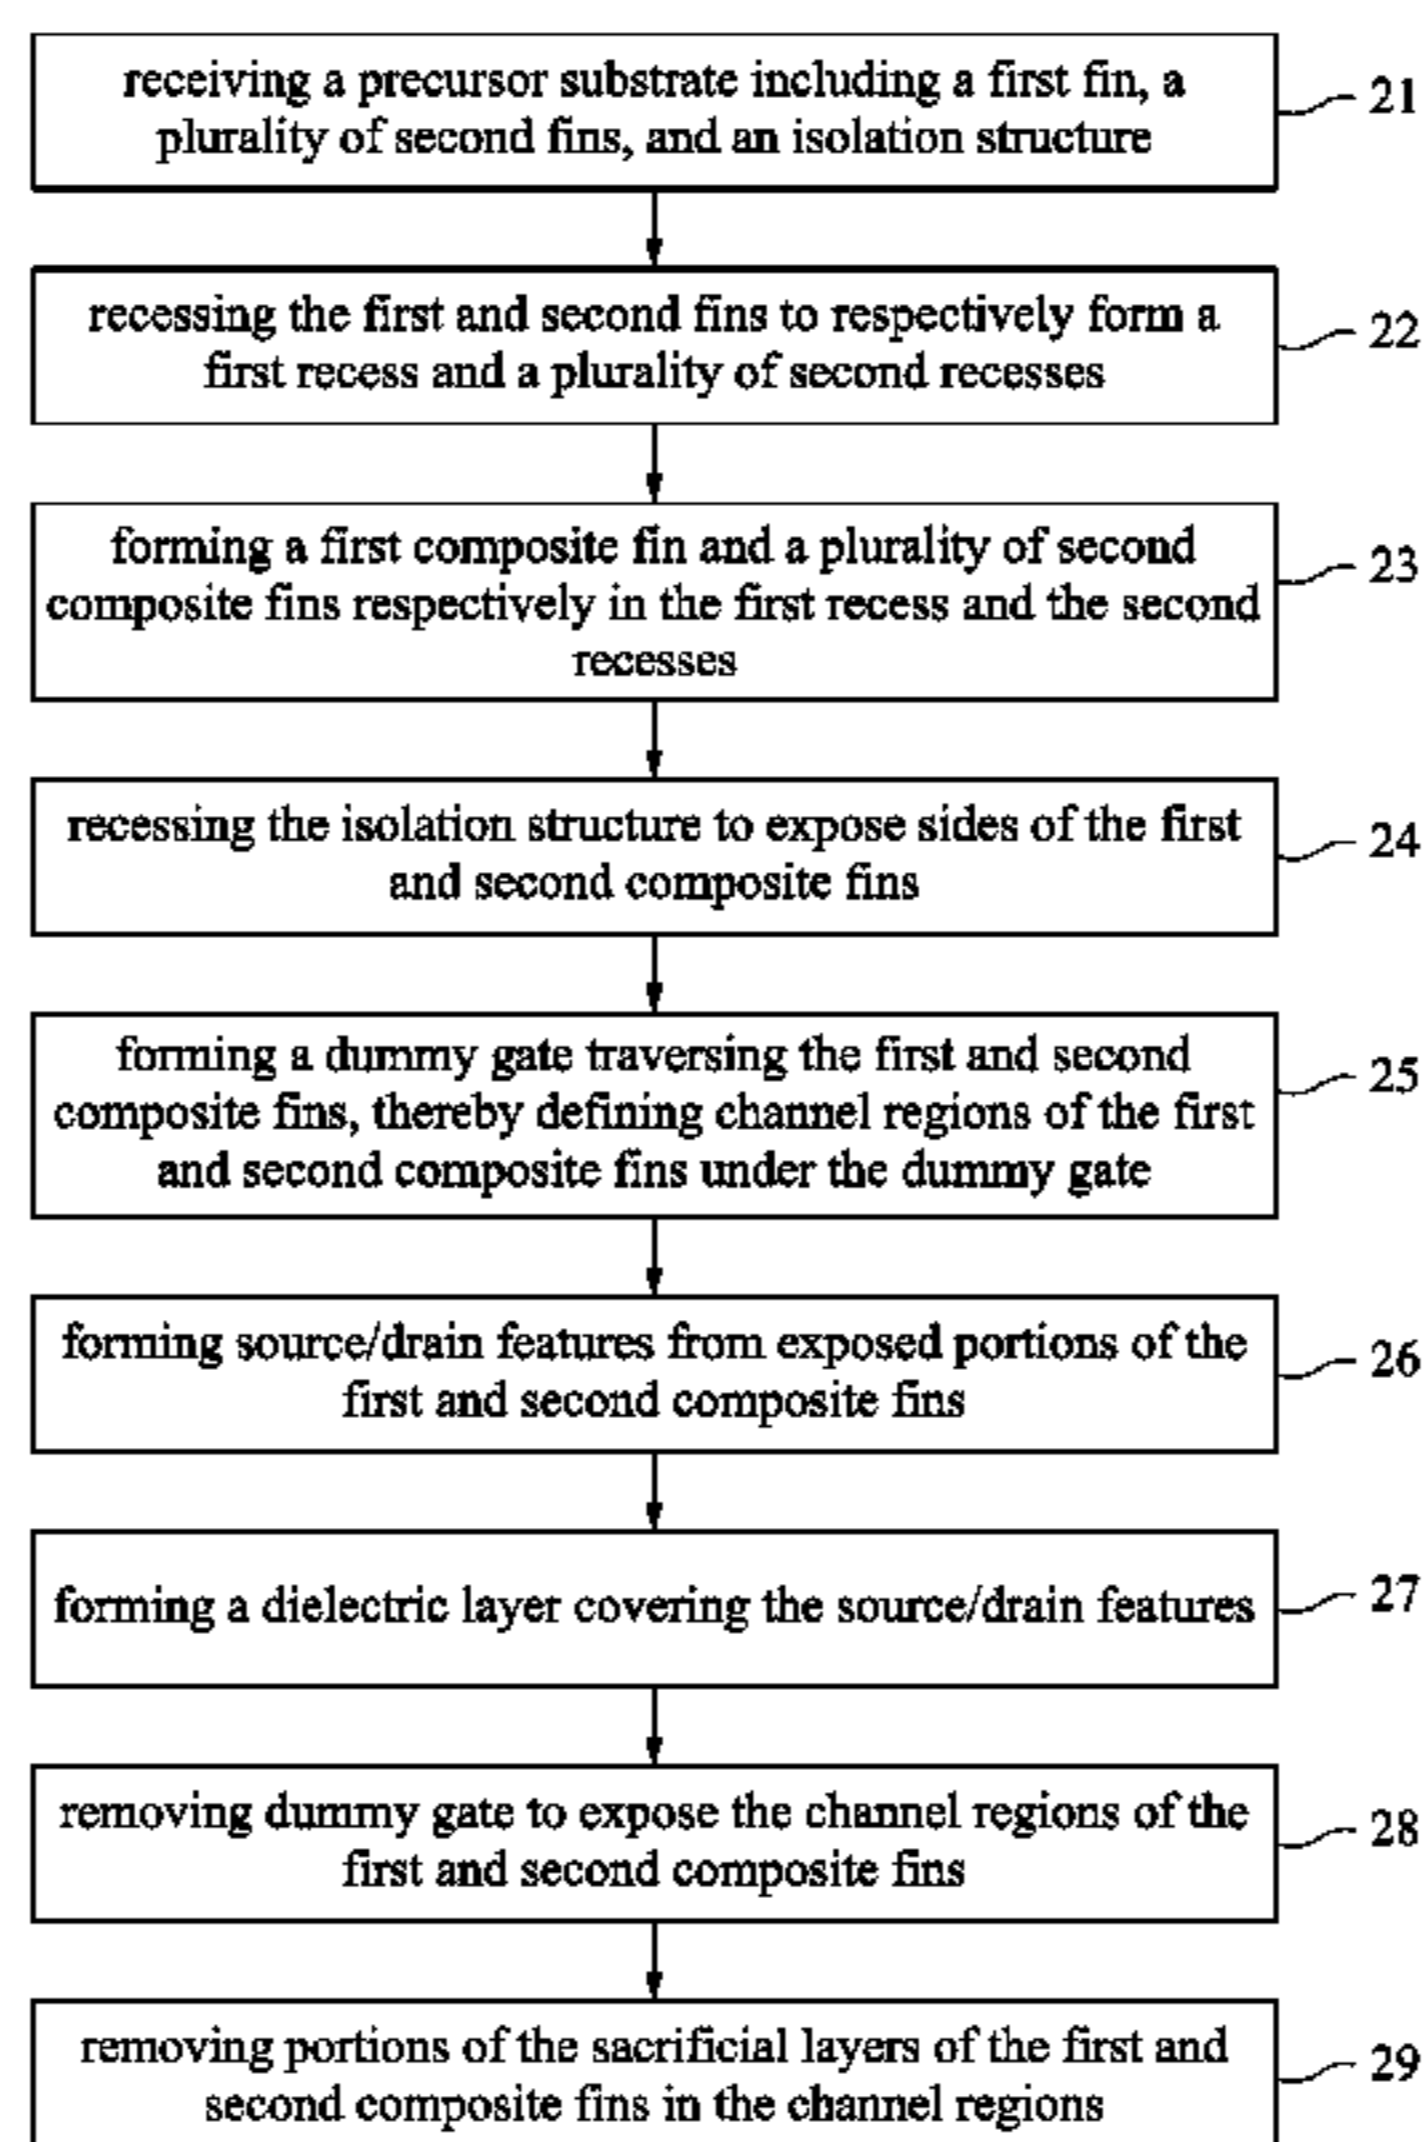 receiving a precursor substrate including a first fin, a
plurality of second fins, and an isolation structure
21
recessing the first and second fins to respectively form a
first recess and a plurality of second recesses
22
forming a first composite fin and a plurality of second
composite fins respectively in the first recess and the second
recesses
23
recessing the isolation structure to expose sides of the first
and second composite fins
24
forming a dummy gate traversing the first and second
composite fins, thereby defining channel regions of the first
and second composite fins under the dummy gate
25
forming source/drain features from exposed portions of the
first and second composite fins
26
forming a dielectric layer covering the source/drain features
27
removing dummy gate to expose the channel regions of the
first and second composite fins
28
removing portions of the sacrificial layers of the first and
second composite fins in the channel regions
29